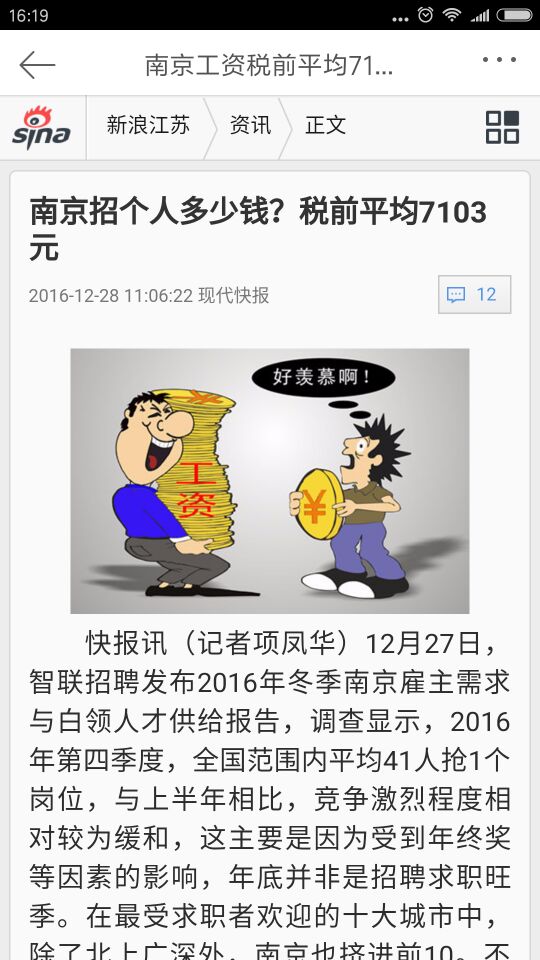 16:19
南京工资税前平均71...
sina
新浪江苏
资讯
正文
南京招个人多少钱？税前平均7103
元
2016-12-28 11:06:22 现代快报
12
好羡慕啊！
工
资
¥
快报讯（记者项凤华）12月27日，
智联招聘发布2016年冬季南京雇主需求
与白领人才供给报告，调查显示，2016
年第四季度，全国范围内平均41人抢1个
岗位，与上半年相比，竞争激烈程度相
对较为缓和，这主要是因为受到年终奖
等因素的影响，年底并非是招聘求职旺
季。在最受求职者欢迎的十大城市中，
除了北上广深外，南京也挤进前10。不